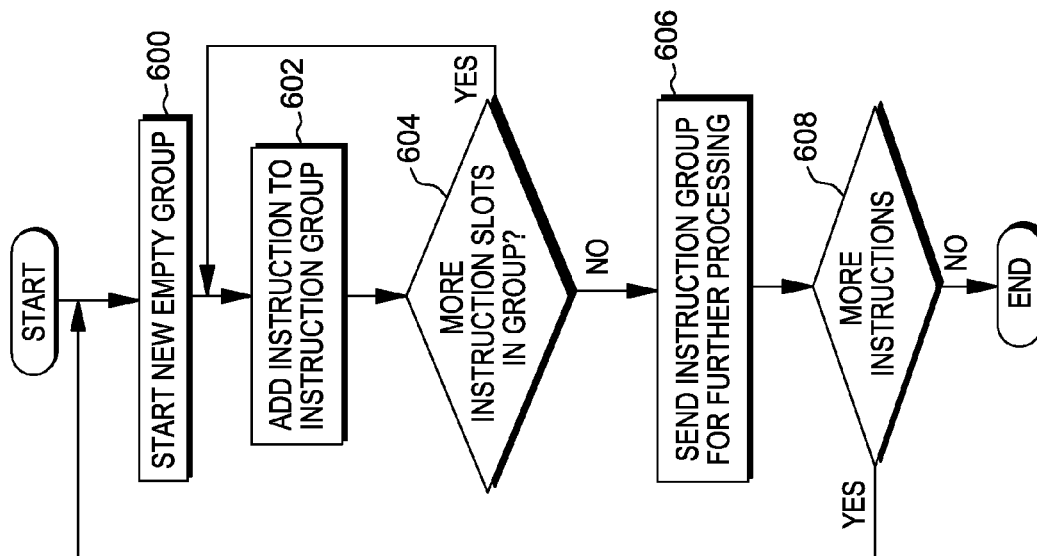 START
START NEW EMPTY GROUP
600
ADD INSTRUCTION TO
INSTRUCTION GROUP
602
MORE
INSTRUCTION SLOTS
IN GROUP?
604
YES
NO
SEND INSTRUCTION GROUP
FOR FURTHER PROCESSING
606
MORE
INSTRUCTIONS
608
YES
NO
END